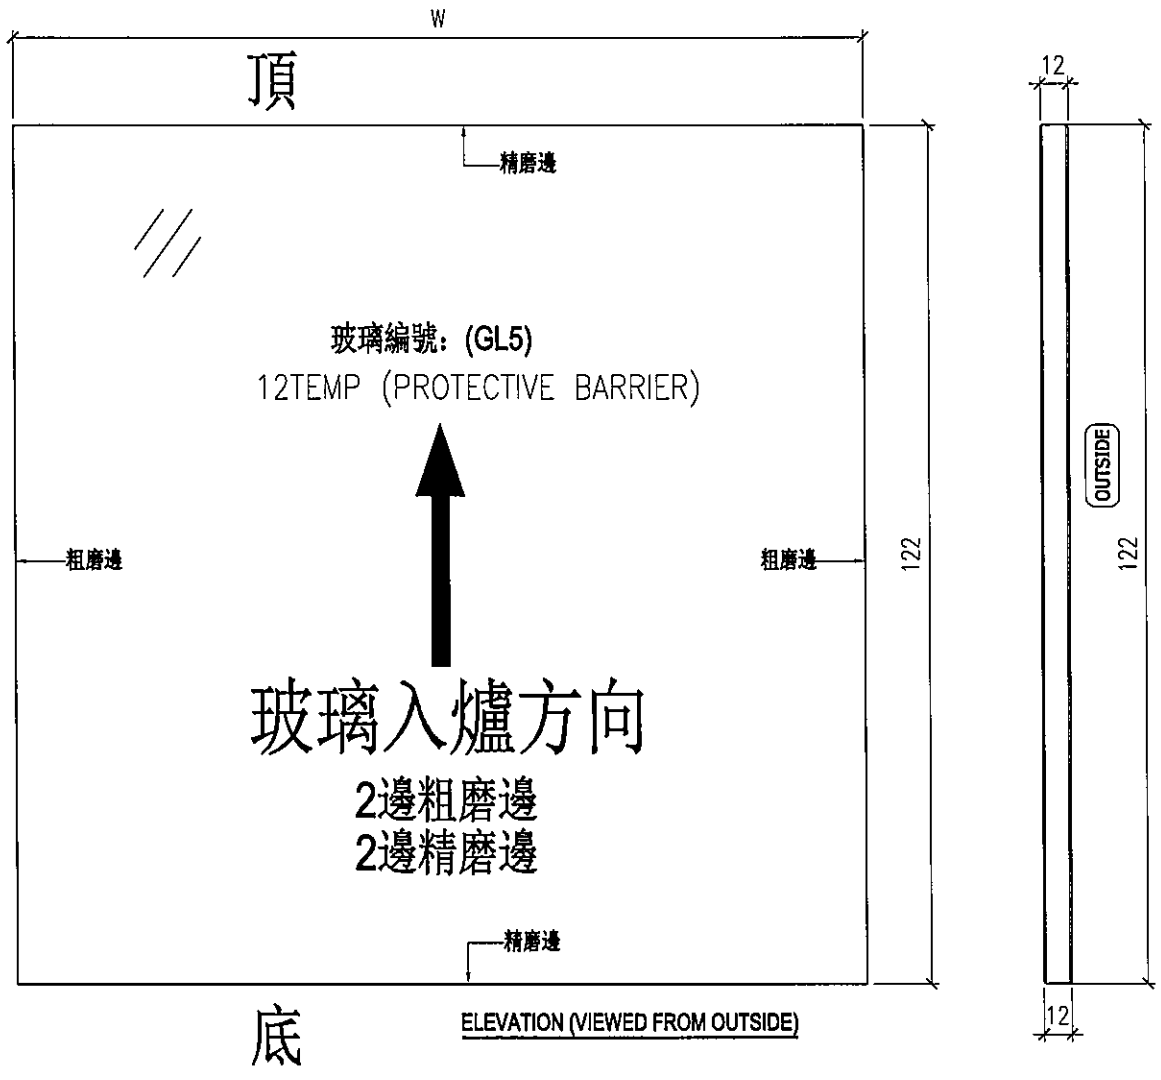 W
頂
12
精磨邊
玻璃編號：(GL5)
12TEMP (PROTECTIVE BARRIER)
OUTSIDE
粗磨邊
粗磨邊
122
122
玻璃入爐方向
2邊粗磨邊
2邊精磨邊
精磨邊
底
ELEVATION (VIEWED FROM OUTSIDE)
12